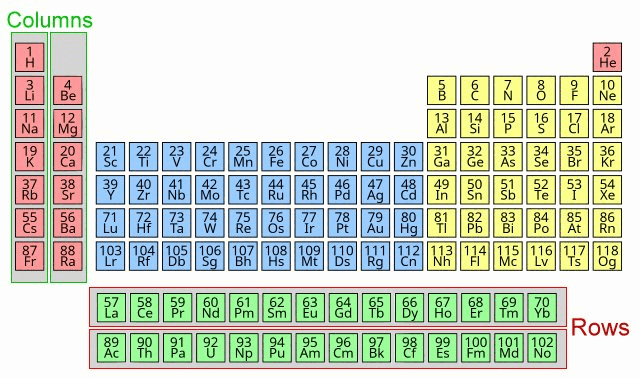 Columns
1 2
H He
3 4 5 6 7 8 9 10
Li Be B C N O F Ne
11 12 13 14 15 16 17 18
Na Mg Al Si P S Cl Ar
19 20 21 22 23 24 25 26 27 28 29 30 31 32 33 34 35 36
K Ca Sc Ti V Cr Mn Fe Co Ni Cu Zn Ga Ge As Se Br Kr
37 38 39 40 41 42 43 44 45 46 47 48 49 50 51 52 53 54
Rb Sr Y Zr Nb Mo Tc Ru Rh Pd Ag Cd In Sn Sb Te I Xe
55 56 71 72 73 74 75 76 77 78 79 80 81 82 83 84 85 86
Cs Ba Lu Hf Ta W Re Os Ir Pt Au Hg Tl Pb Bi Po At Rn
87 88 103 104 105 106 107 108 109 110 111 112 113 114 115 116 117 118
Fr Ra Lr Rf Db Sg Bh Hs Mt Ds Rg Cn Nh Fl Mc Lv Ts Og
57 58 59 60 61 62 63 64 65 66 67 68 69 70
La Ce Pr Nd Pm Sm Eu Gd Tb Dy Ho Er Tm Yb
Rows
89 90 91 92 93 94 95 96 97 98 99 100 101 102
Ac Th Pa U Np Pu Am Cm Bk Cf Es Fm Md No